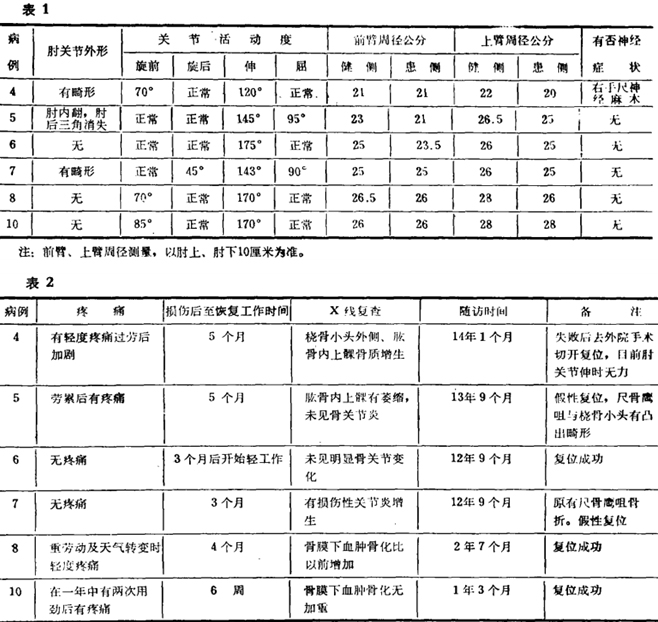 表 1
病例 肘关节外形 关节活动度 前臂周径公分 上臂周径公分 有否神经症状
旋前 旋后 伸 屈 健侧 患侧 健侧 患侧
4 有畸形 70° 正常 120° 正常 21 21 22 20 右手尺神经麻木
5 肘内翻，肘后三角消失 正常 正常 145° 95° 23 21 26.5 25 无
6 无 正常 正常 175° 正常 25 23.5 26 25 无
7 有畸形 正常 45° 143° 90° 25 25 26 25 无
8 无 70° 正常 170° 正常 26.5 26 28 26 无
10 无 85° 正常 170° 正常 26 26 28 28 无
注：前臂、上臂周径测量，以肘上、肘下10厘米为准。
表 2
病例 疼痛 损伤后至恢复工作时间 X线复查 随访时间 备注
4 有轻度疼痛过劳后加剧 5个月 桡骨小头外侧、肱骨内上髁骨质增生 14年1个月 失败后去外院手术切开复位，目前肘关节伸时无力
5 劳累后有疼痛 5个月 肱骨内上髁有萎缩，未见骨关节炎 13年9个月 假性复位，尺骨鹰咀与桡骨小头有凸出畸形
6 无疼痛 3个月后开始轻工作 未见明显骨关节变化 12年9个月 复位成功
7 无疼痛 3个月 有损伤性关节炎增生 12年9个月 原有尺骨鹰咀骨折。假性复位
8 重劳动及天气转变时轻度疼痛 4个月 骨膜下血肿骨化比以前增加 2年7个月 复位成功
10 在一年中有两次用劲后有疼痛 6周 骨膜下血肿骨化无加重 1年3个月 复位成功